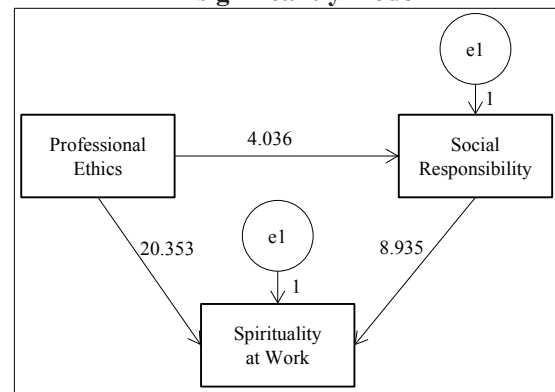 e1
1
Professional
Ethics
4.036
Social
Responsibility
20.353
e1
8.935
1
Spirituality
at Work